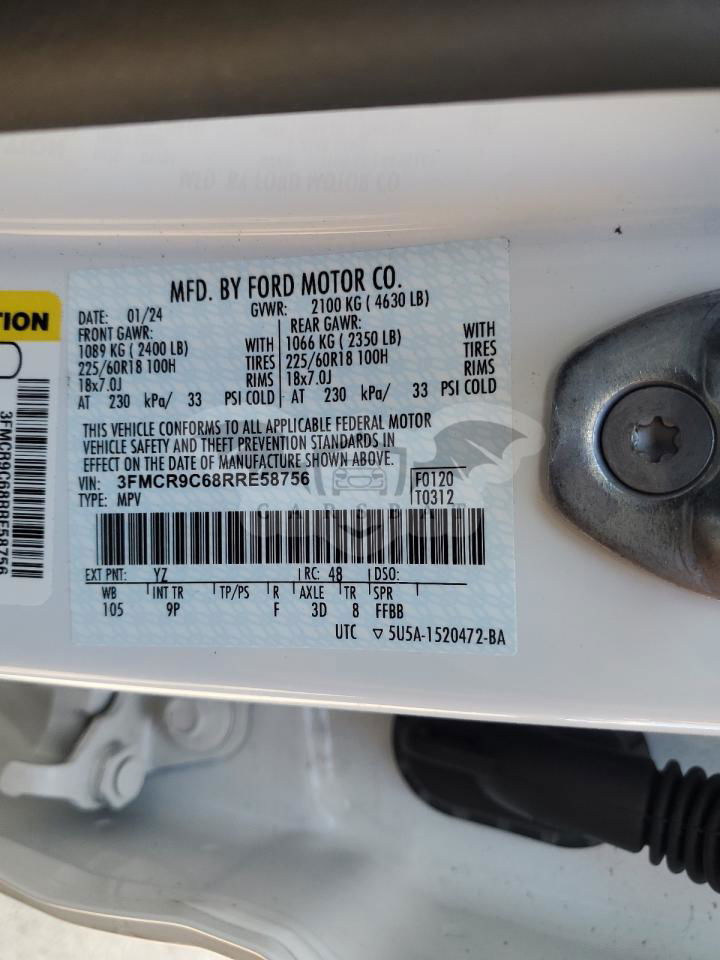 MFD. BY FORD MOTOR CO.
DATE: 01/24 GVWR: 2100 KG ( 4630 LB)
FRONT GAWR: REAR GAWR:
1089 KG ( 2400 LB) WITH 1066 KG ( 2350 LB) WITH
225/60R18 100H TIRES 225/60R18 100H TIRES
18x7.0J RIMS 18x7.0J RIMS
AT 230 kPa/ 33 PSI COLD AT 230 kPa/ 33 PSI COLD
THIS VEHICLE CONFORMS TO ALL APPLICABLE FEDERAL MOTOR
VEHICLE SAFETY AND THEFT PREVENTION STANDARDS IN
EFFECT ON THE DATE OF MANUFACTURE SHOWN ABOVE.
VIN: 3FMCR9C68RRE58756 F0120
TYPE: MPV T0312
EXT PNT: YZ RC: 48 DSO:
WB INT TR TP/PS R AXLE TR SPR
105 9P F 3D 8 FFBB
UTC ▽ 5U5A-1520472-BA
TION
3FMCR9C68RRE58756